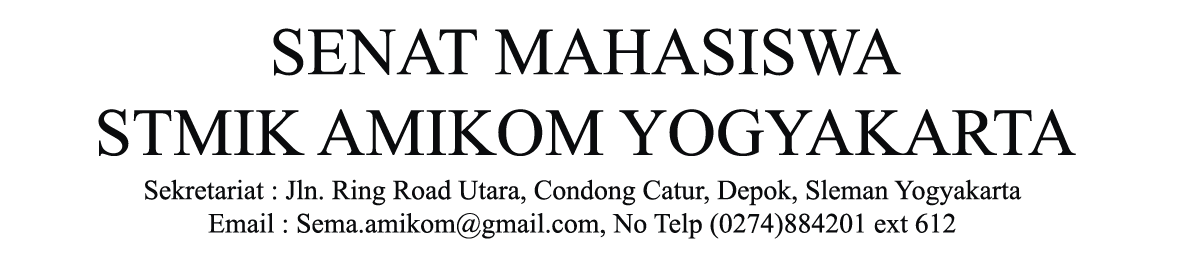 SENAT MAHASISWA
STMIK AMIKOM YOGYAKARTA
Sekretariat : Jln. Ring Road Utara, Condong Catur, Depok, Sleman Yogyakarta
Email : Sema.amikom@gmail.com, No Telp (0274)884201 ext 612